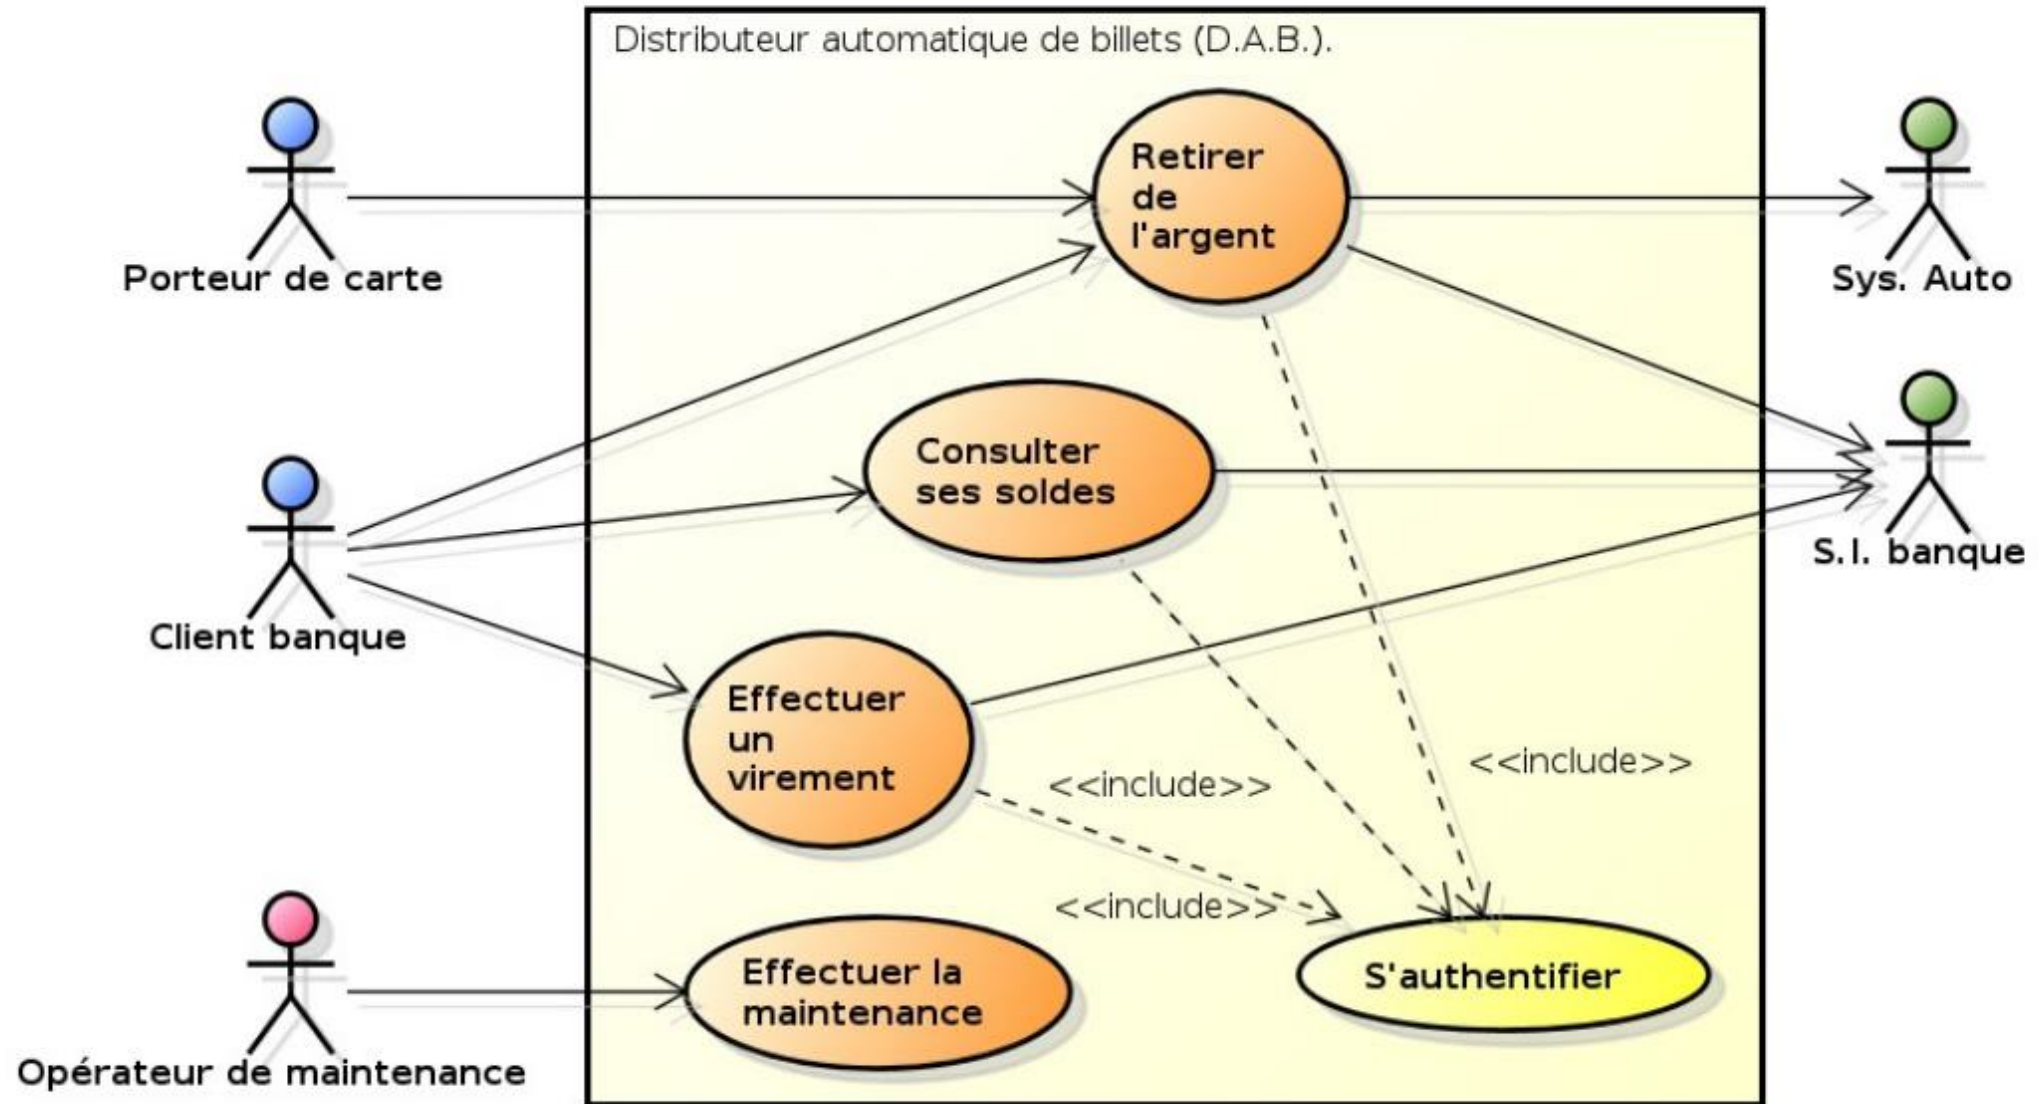 Distributeur automatique de billets (D.A.B.).
Retirer
de
l'argent
Porteur de carte
Sys. Auto
Consulter
ses soldes
S.I. banque
Client banque
Effectuer
un
virement
<<include>>
<<include>>
<<include>>
Effectuer la
maintenance
S'authentifier
Opérateur de maintenance